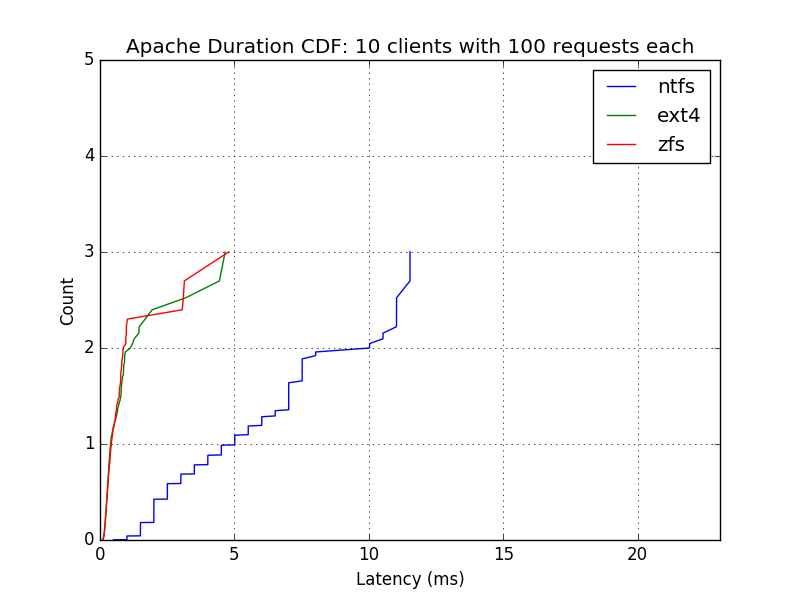 Apache Duration CDF: 10 clients with 100 requests each
5
4
3
2
1
0
Count
ntfs
ext4
zfs
0 5 10 15 20
Latency (ms)